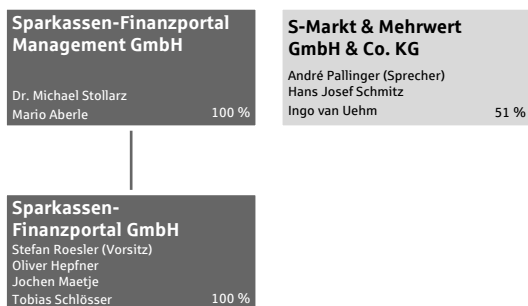 Sparkassen-Finanzportal
Management GmbH
Dr. Michael Stollarz
Mario Aberle 100 %
S-Markt & Mehrwert
GmbH & Co. KG
André Pallinger (Sprecher)
Hans Josef Schmitz
Ingo van Uehm 51 %
Sparkassen-
Finanzportal GmbH
Stefan Roesler (Vorsitz)
Oliver Hepfner
Jochen Maetje
Tobias Schlösser 100 %